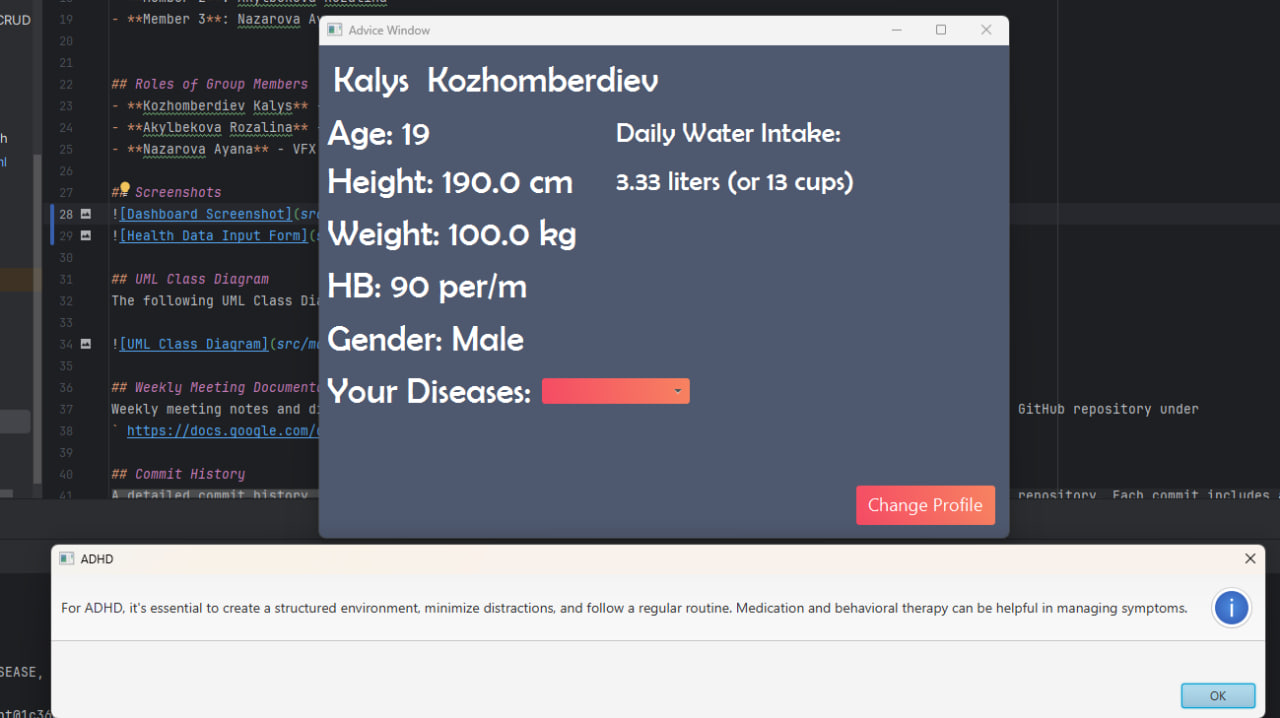 CRUD
19 - **Member 3**: Nazarova
20
21
22 ## Roles of Group Members
23 - **Kozhomberdiev Kalys** -
24 - **Akylbekova Rozalina** -
25 - **Nazarova Ayana** - VFX
26
27 ## Screenshots
28 ![Dashboard Screenshot](src
29 ![Health Data Input Form](
30
31 ## UML Class Diagram
32 The following UML Class
33
34 ![UML Class Diagram](src/
35
36 ## Weekly Meeting
37 Weekly meeting notes and GitHub repository under
38 ` https://docs.google.com/
39
40 ## Commit History
41 A detailed commit history repository. Each commit includes
Advice Window
Kalys Kozhomberdiev
Age: 19
Daily Water Intake:
Height: 190.0 cm
3.33 liters (or 13 cups)
Weight: 100.0 kg
HB: 90 per/m
Gender: Male
Your Diseases:
Change Profile
ADHD
For ADHD, it's essential to create a structured environment, minimize distractions, and follow a regular routine. Medication and behavioral therapy can be helpful in managing symptoms.
OK